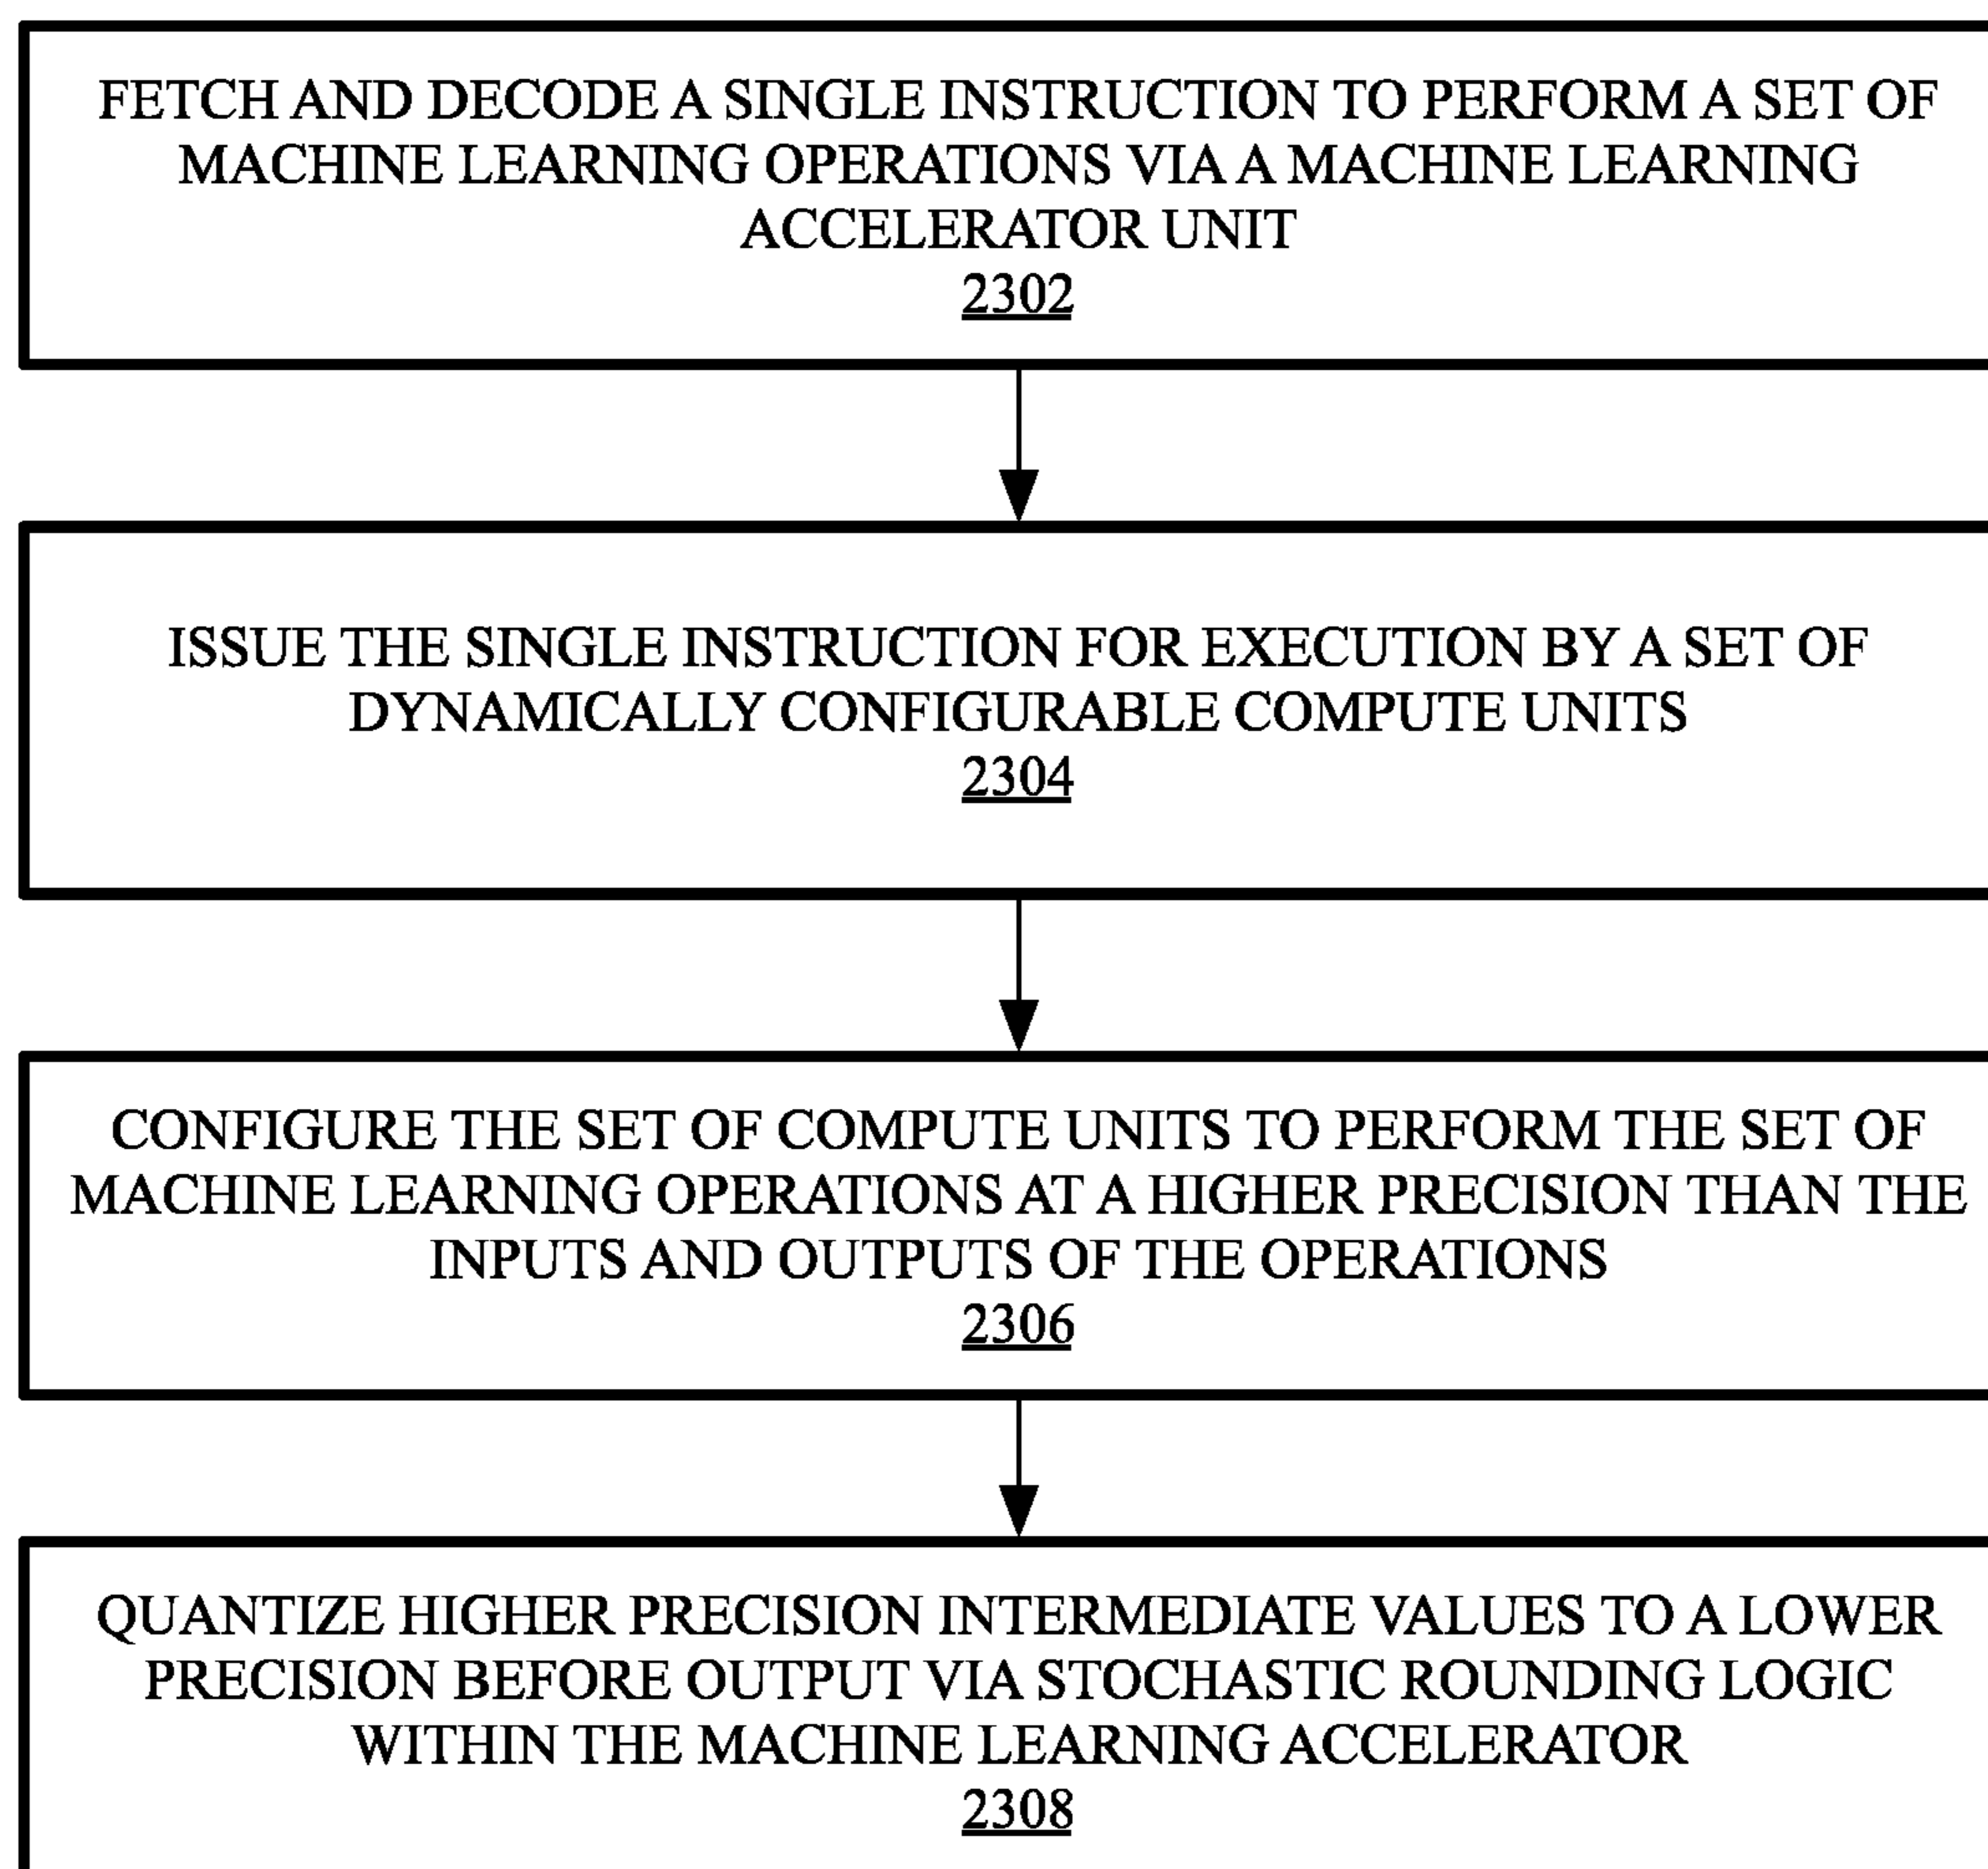 FETCH AND DECODE A SINGLE INSTRUCTION TO PERFORM A SET OF
MACHINE LEARNING OPERATIONS VIA A MACHINE LEARNING
ACCELERATOR UNIT
2302
ISSUE THE SINGLE INSTRUCTION FOR EXECUTION BY A SET OF
DYNAMICALLY CONFIGURABLE COMPUTE UNITS
2304
CONFIGURE THE SET OF COMPUTE UNITS TO PERFORM THE SET OF
MACHINE LEARNING OPERATIONS AT A HIGHER PRECISION THAN THE
INPUTS AND OUTPUTS OF THE OPERATIONS
2306
QUANTIZE HIGHER PRECISION INTERMEDIATE VALUES TO A LOWER
PRECISION BEFORE OUTPUT VIA STOCHASTIC ROUNDING LOGIC
WITHIN THE MACHINE LEARNING ACCELERATOR
2308